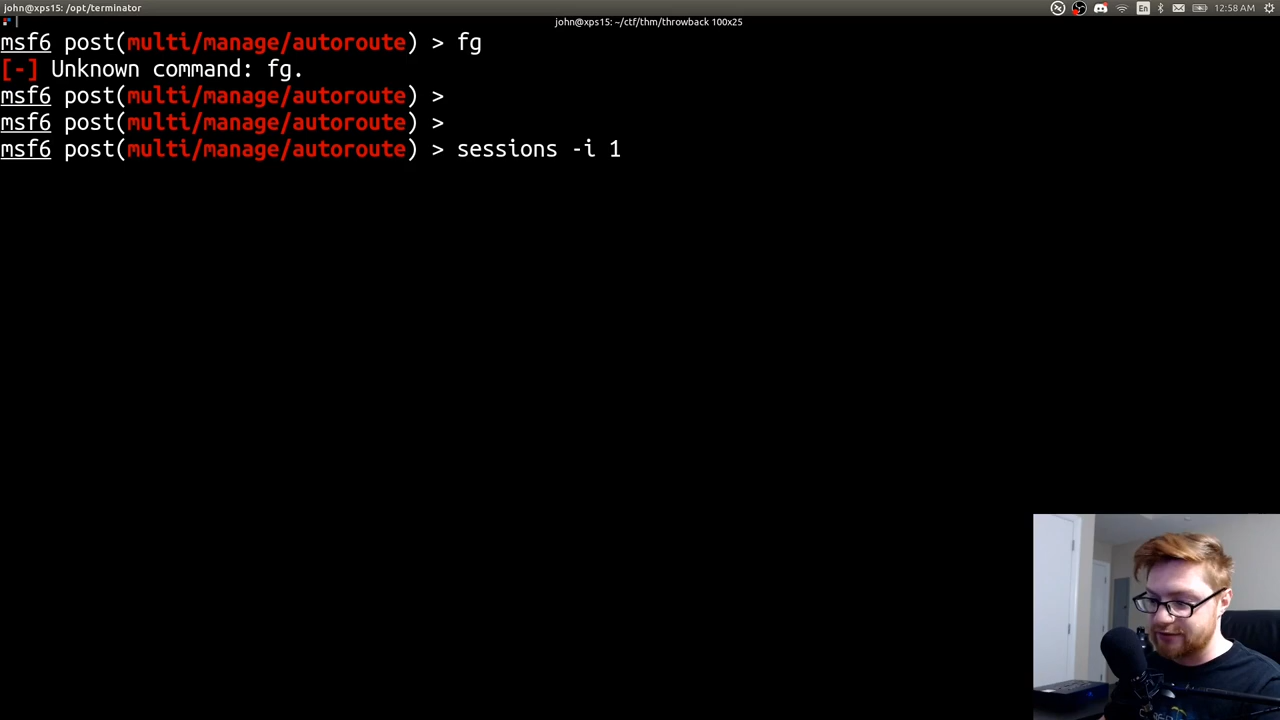 john@xps15: /opt/terminator
En
12:58 AM
john@xps15: ~/ctf/thm/throwback 100x25
msf6 post(multi/manage/autoroute) > fg
[-] Unknown command: fg.
msf6 post(multi/manage/autoroute) >
msf6 post(multi/manage/autoroute) >
msf6 post(multi/manage/autoroute) > sessions -i 1